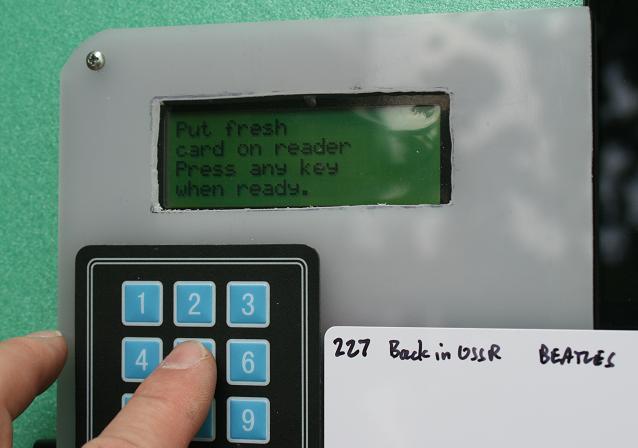 Put fresh
card on reader
Press any key
when ready.
1 2 3
4 6
9
227 Back in USSR BEATLES